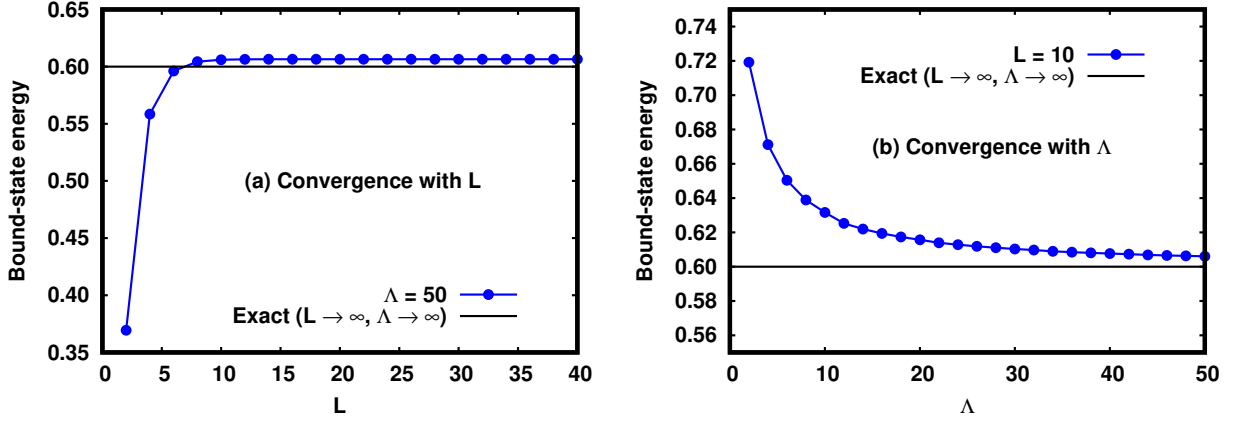 0.65
0.60
0.55
0.50
0.45
0.40
0.35
0 5 10 15 20 25 30 35 40
Bound-state energy
L
(a) Convergence with L
Λ = 50
Exact (L → ∞, Λ → ∞)
0.74
0.72
0.70
0.68
0.66
0.64
0.62
0.60
0.58
0.56
0 10 20 30 40 50
Bound-state energy
Λ
L = 10
Exact (L → ∞, Λ → ∞)
(b) Convergence with Λ